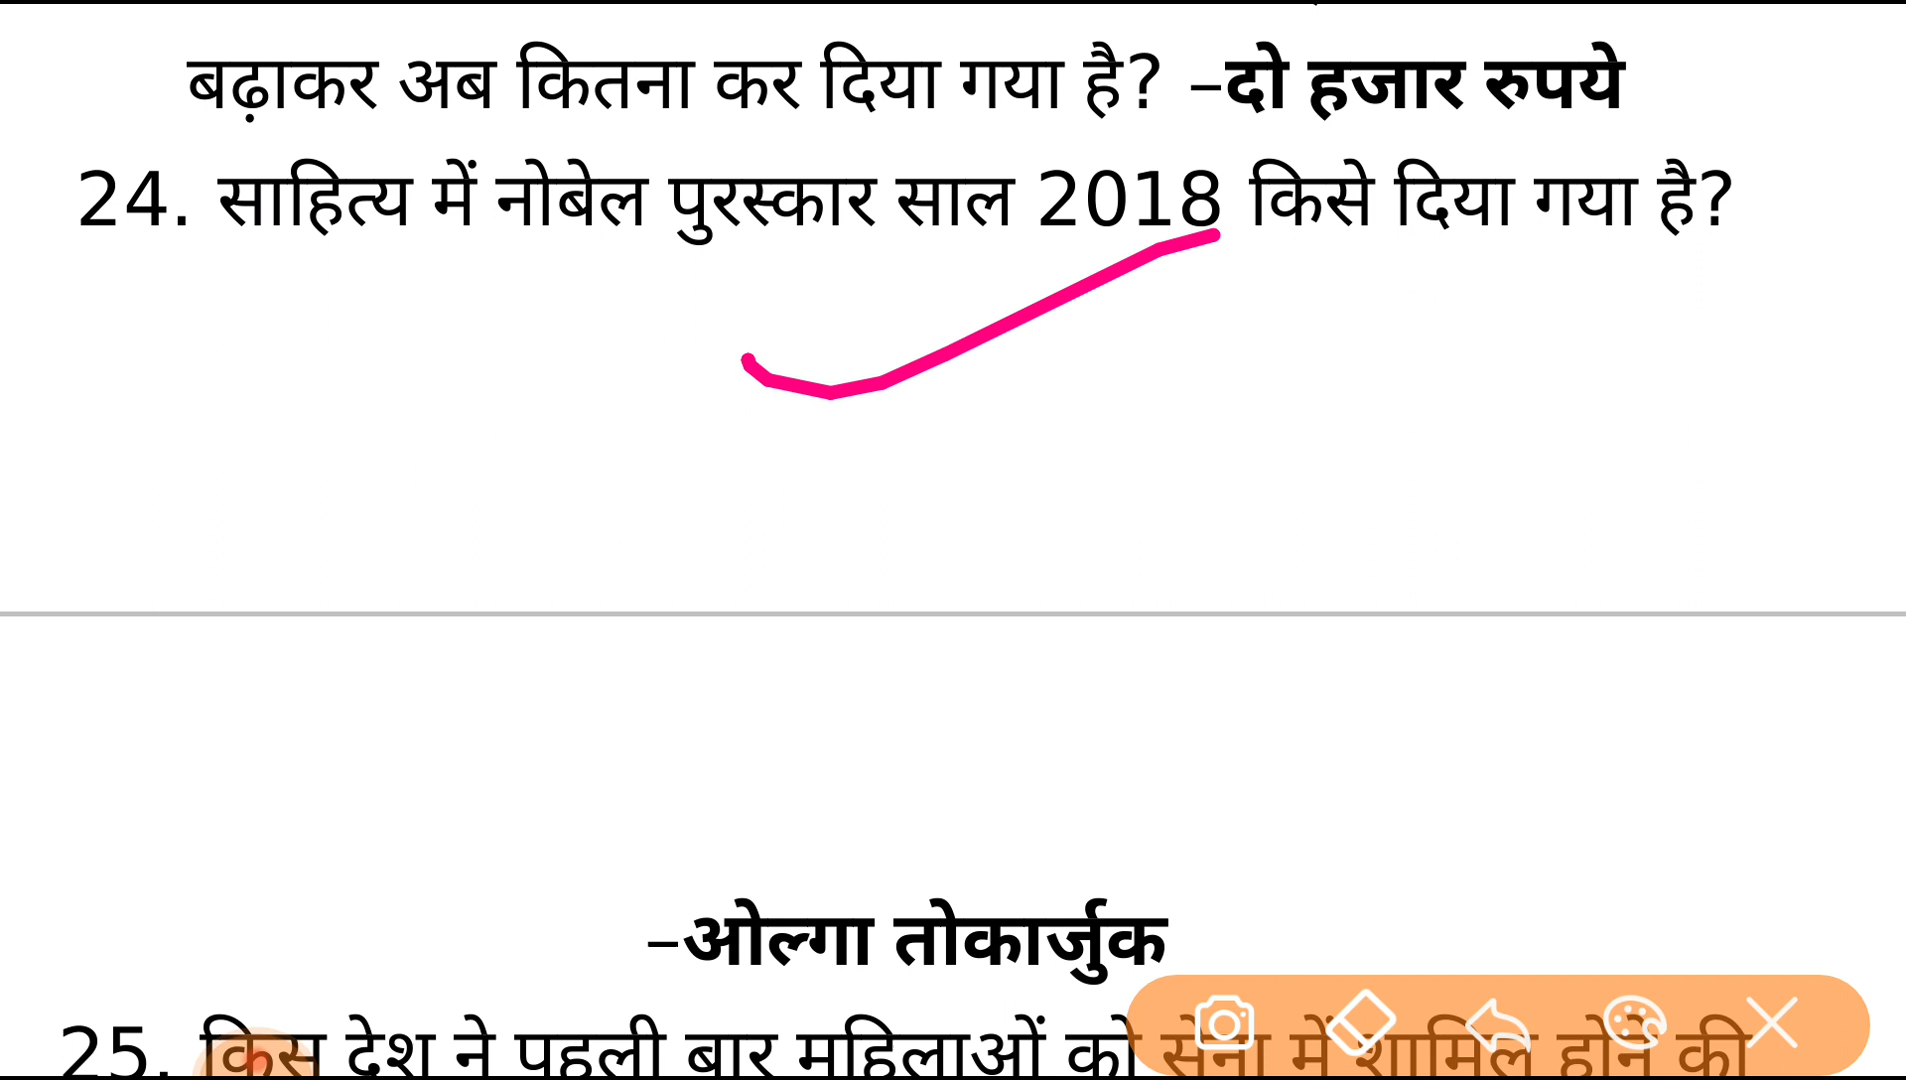 बढ़ाकर अब कितना कर दिया गया है? –दो हजार रुपये
24. साहित्य में नोबेल पुरस्कार साल 2018 किसे दिया गया है?
–ओल्गा तोकार्जुक
25. किस देश ने पहली बार महिलाओं को सेना में शामिल होने की